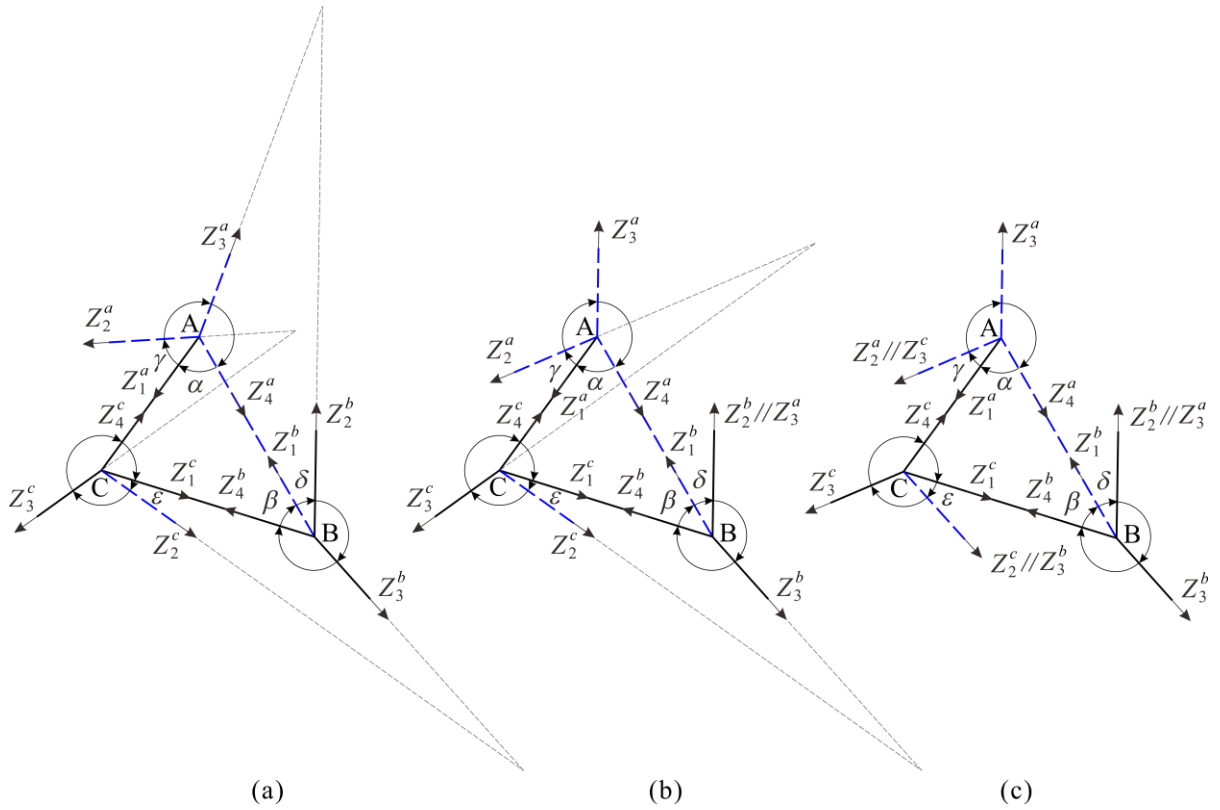 Z_3^a
Z_2^a
A
γ
α
Z_1^a
Z_4^a
Z_4^c
Z_2^b
Z_1^b
C
Z_1^c
Z_4^b
β
δ
ε
B
Z_3^c
Z_2^c
Z_3^b
(a)
Z_3^a
A
Z_2^a
γ
α
Z_1^a
Z_4^a
Z_4^c
Z_2^b//Z_3^a
Z_1^b
C
Z_1^c
Z_4^b
β
δ
ε
B
Z_3^c
Z_2^c
Z_3^b
(b)
Z_3^a
A
Z_2^a//Z_3^c
γ
α
Z_1^a
Z_4^a
Z_4^c
Z_2^b//Z_3^a
Z_1^b
C
Z_1^c
Z_4^b
β
δ
ε
B
Z_3^c
Z_2^c//Z_3^b
Z_3^b
(c)